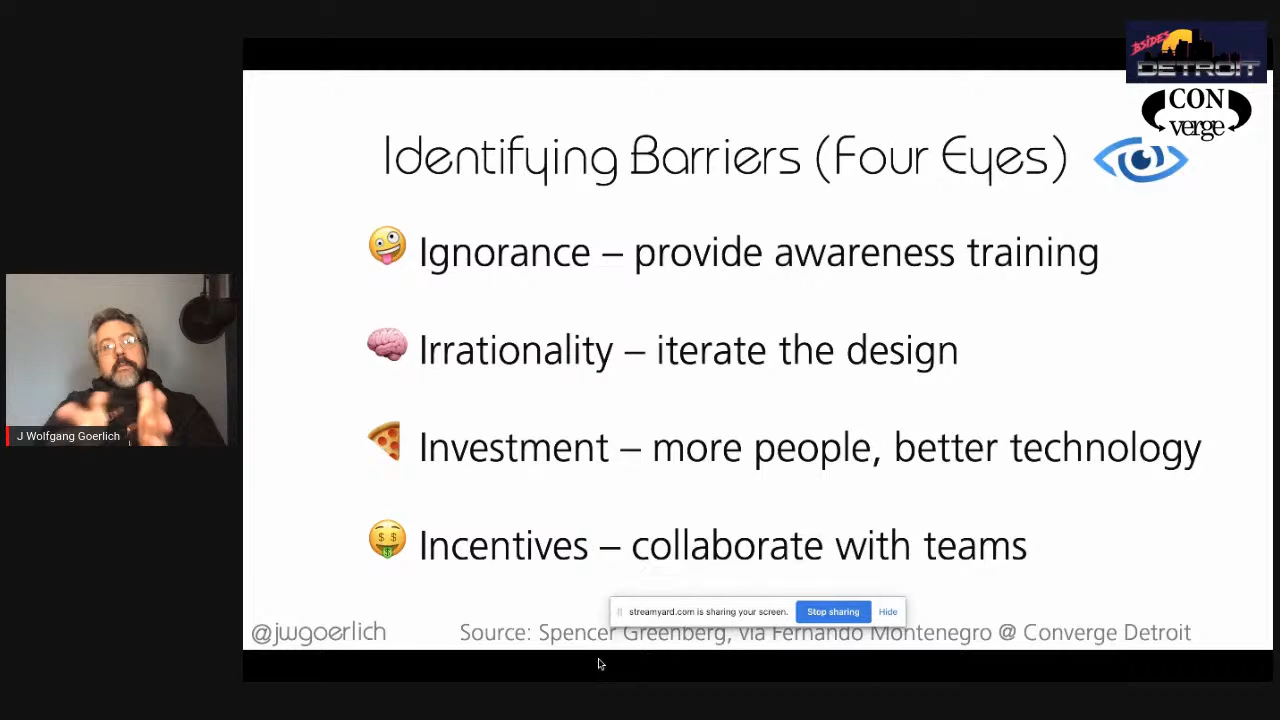 BSIDES
DETROIT
CON
verge
Identifying Barriers (Four Eyes)
Ignorance – provide awareness training
Irrationality – iterate the design
Investment – more people, better technology
Incentives – collaborate with teams
J Wolfgang Goerlich
streamyard.com is sharing your screen.
Stop sharing
Hide
@jwgoerlich
Source: Spencer Greenberg, via Fernando Montenegro @ Converge Detroit